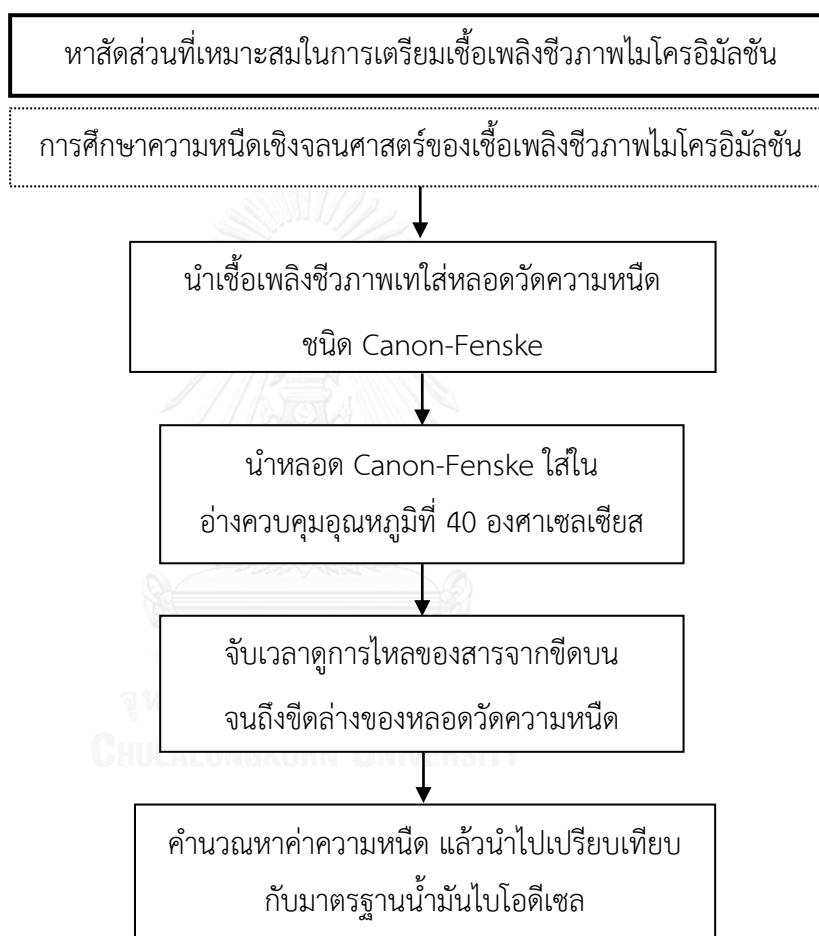 หาสัดส่วนที่เหมาะสมในการเตรียมเชื้อเพลิงชีวภาพไมโครอิมัลชัน
การศึกษาความหนืดเชิงจลนศาสตร์ของเชื้อเพลิงชีวภาพไมโครอิมัลชัน
นำเชื้อเพลิงชีวภาพเทใส่หลอดวัดความหนืด
ชนิด Canon-Fenske
นำหลอด Canon-Fenske ใส่ใน
อ่างควบคุมอุณหภูมิที่ 40 องศาเซลเซียส
จับเวลาดูการไหลของสารจากขีดบน
จนถึงขีดล่างของหลอดวัดความหนืด
CHULALONGKORN UNIVERSITY
คำนวณหาค่าความหนืด แล้วนำไปเปรียบเทียบ
กับมาตรฐานน้ำมันไบโอดีเซล